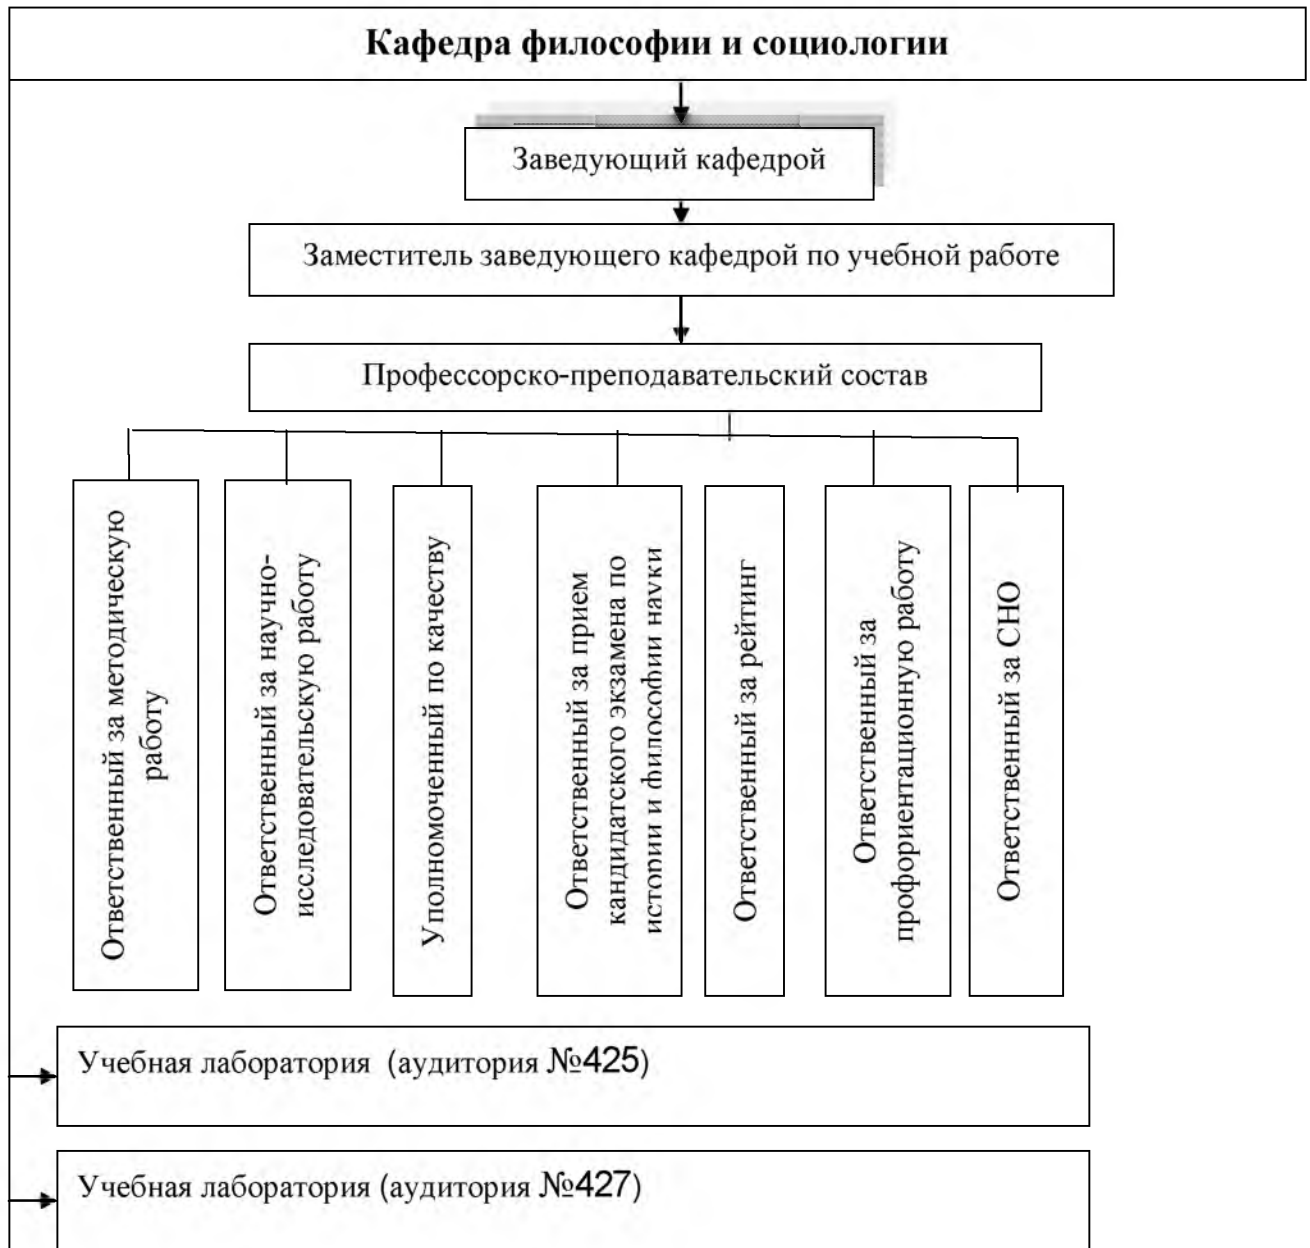 Кафедра философии и социологии
Заведующий кафедрой
Заместитель заведующего кафедрой по учебной работе
Профессорско-преподавательский состав
Ответственный за методическую
работу
Ответственный за научно-
исследовательскую работу
Уполномоченный по качеству
Ответственный за прием
кандидатского экзамена по
истории и философии науки
Ответственный за рейтинг
Ответственный за
профориентационную работу
Ответственный за СНО
Учебная лаборатория (аудитория №425)
Учебная лаборатория (аудитория №427)